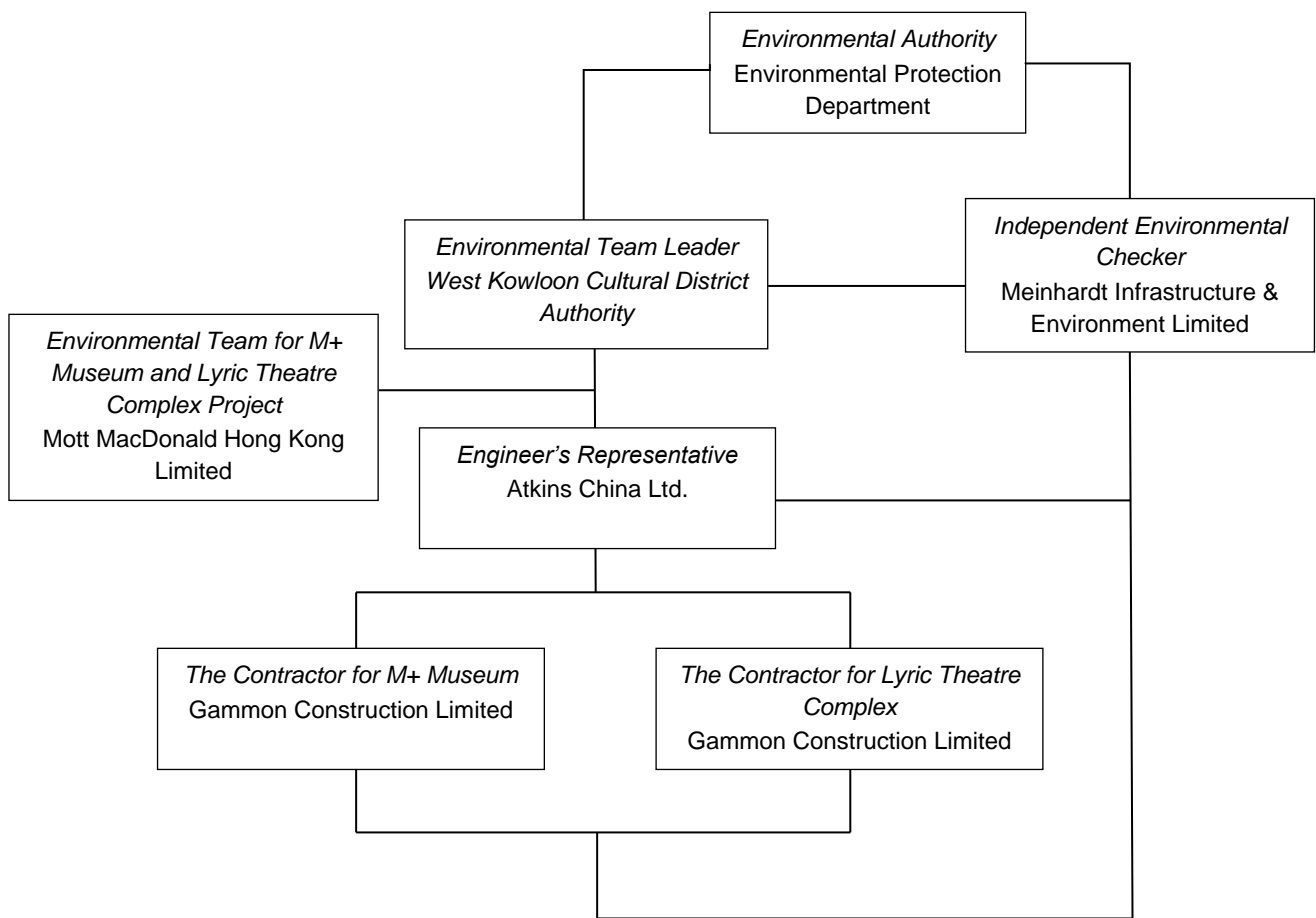 Environmental Authority
Environmental Protection
Department
Environmental Team Leader
West Kowloon Cultural District
Authority
Independent Environmental
Checker
Meinhardt Infrastructure &
Environment Limited
Environmental Team for M+
Museum and Lyric Theatre
Complex Project
Mott MacDonald Hong Kong
Limited
Engineer’s Representative
Atkins China Ltd.
The Contractor for M+ Museum
Gammon Construction Limited
The Contractor for Lyric Theatre
Complex
Gammon Construction Limited